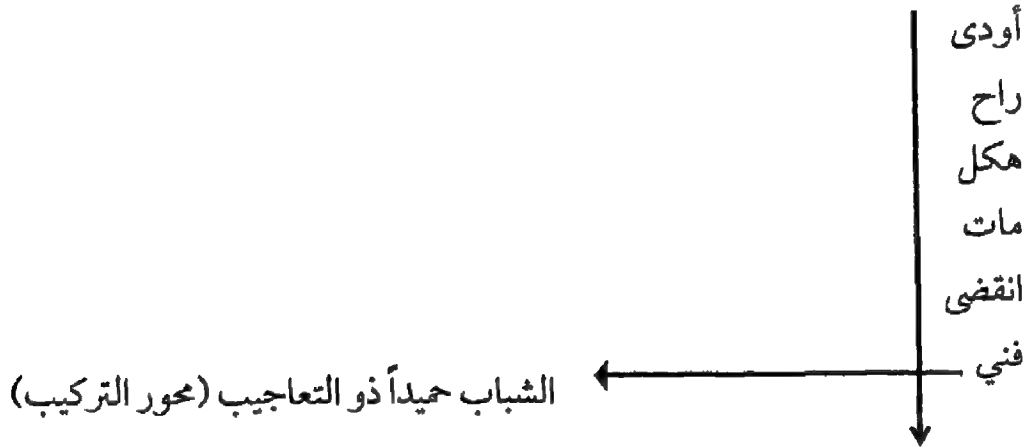 أودى
راح
هكل
مات
انقضى
فني
الشباب حميداً ذو التعاجيب (محور التركيب)